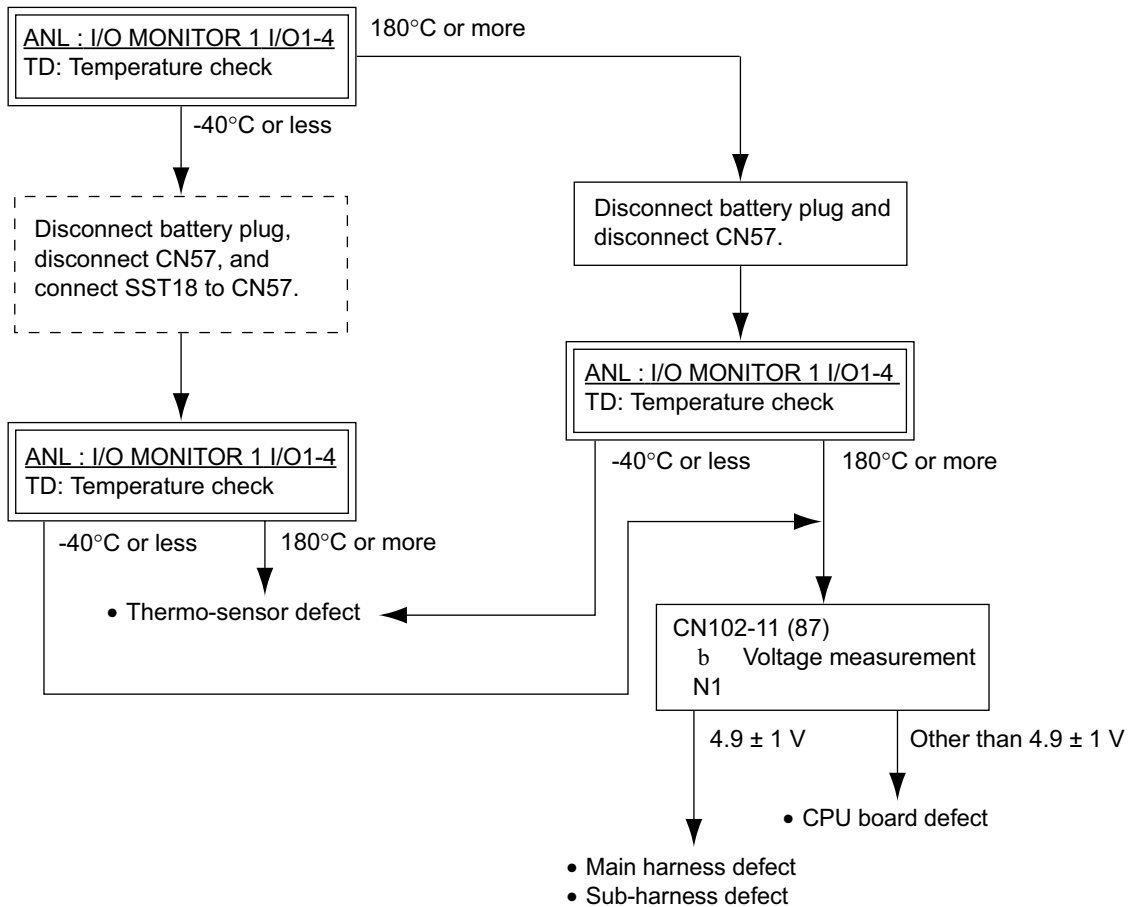 ANL : I/O MONITOR 1 I/O1-4
TD: Temperature check
180°C or more
-40°C or less
Disconnect battery plug,
disconnect CN57, and
connect SST18 to CN57.
Disconnect battery plug and
disconnect CN57.
ANL : I/O MONITOR 1 I/O1-4
TD: Temperature check
ANL : I/O MONITOR 1 I/O1-4
TD: Temperature check
-40°C or less
180°C or more
-40°C or less
180°C or more
• Thermo-sensor defect
CN102-11 (87)
b Voltage measurement
N1
4.9 ± 1 V
Other than 4.9 ± 1 V
• CPU board defect
• Main harness defect
• Sub-harness defect